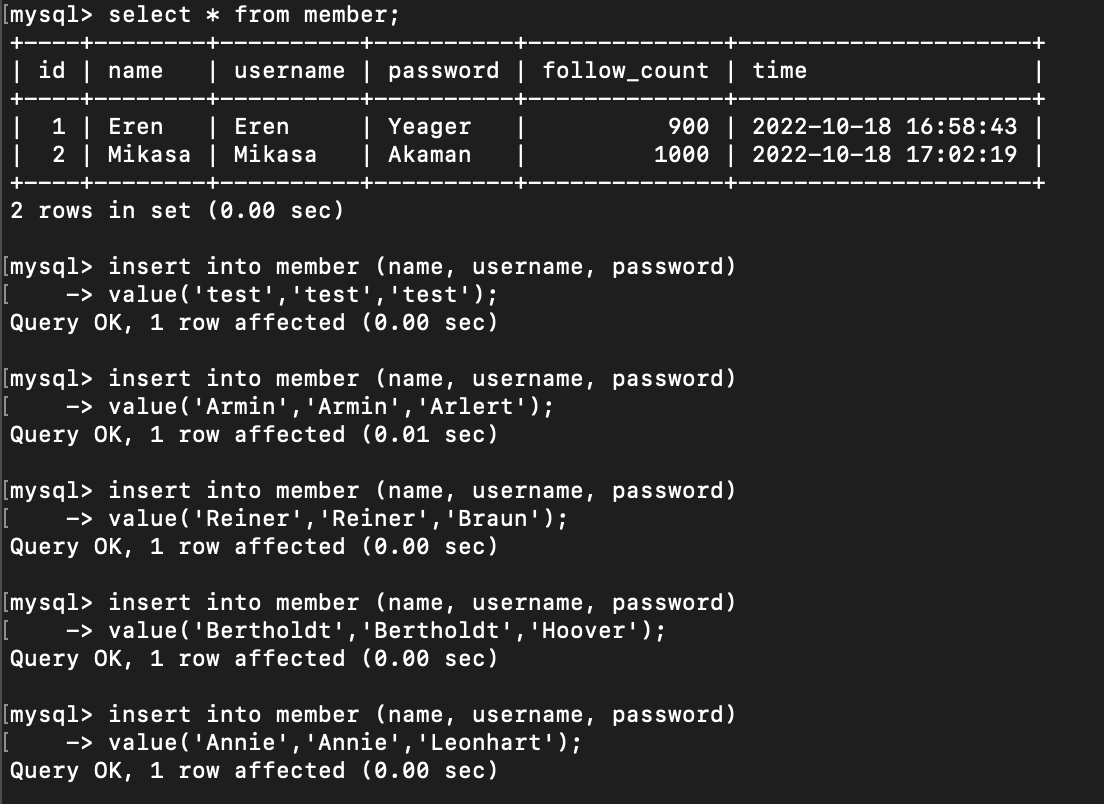 [mysql> select * from member;
+----+--------+----------+----------+--------------+---------------------+
| id | name   | username | password | follow_count | time                |
+----+--------+----------+----------+--------------+---------------------+
|  1 | Eren   | Eren     | Yeager   |          900 | 2022-10-18 16:58:43 |
|  2 | Mikasa | Mikasa   | Akaman   |         1000 | 2022-10-18 17:02:19 |
+----+--------+----------+----------+--------------+---------------------+
2 rows in set (0.00 sec)

[mysql> insert into member (name, username, password)
[    -> value('test','test','test');
Query OK, 1 row affected (0.00 sec)

[mysql> insert into member (name, username, password)
[    -> value('Armin','Armin','Arlert');
Query OK, 1 row affected (0.01 sec)

[mysql> insert into member (name, username, password)
[    -> value('Reiner','Reiner','Braun');
Query OK, 1 row affected (0.00 sec)

[mysql> insert into member (name, username, password)
[    -> value('Bertholdt','Bertholdt','Hoover');
Query OK, 1 row affected (0.00 sec)

[mysql> insert into member (name, username, password)
[    -> value('Annie','Annie','Leonhart');
Query OK, 1 row affected (0.00 sec)